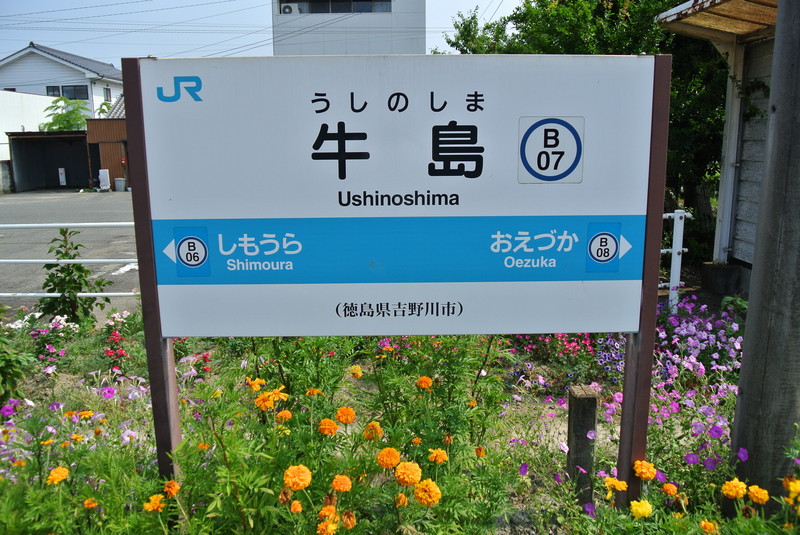 JR
うしのしま
牛島
B
07
Ushinoshima
B
06
しもうら
Shimoura
おえづか
Oezuka
B
08
（徳島県吉野川市）